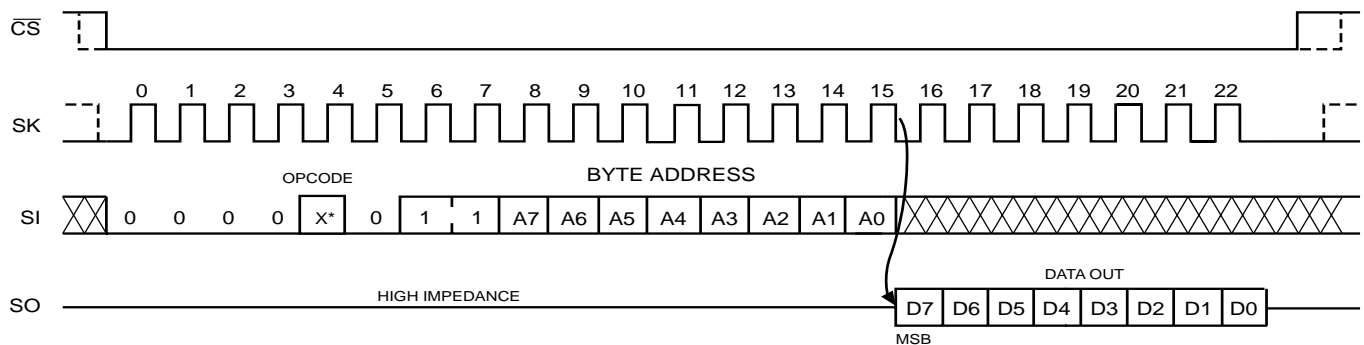 CS
0 1 2 3 4 5 6 7 8 9 10 11 12 13 14 15 16 17 18 19 20 21 22
SK
OPCODE
BYTE ADDRESS
SI 0 0 0 0 X* 0 1 1 A7 A6 A5 A4 A3 A2 A1 A0
DATA OUT
HIGH IMPEDANCE
SO D7 D6 D5 D4 D3 D2 D1 D0
MSB